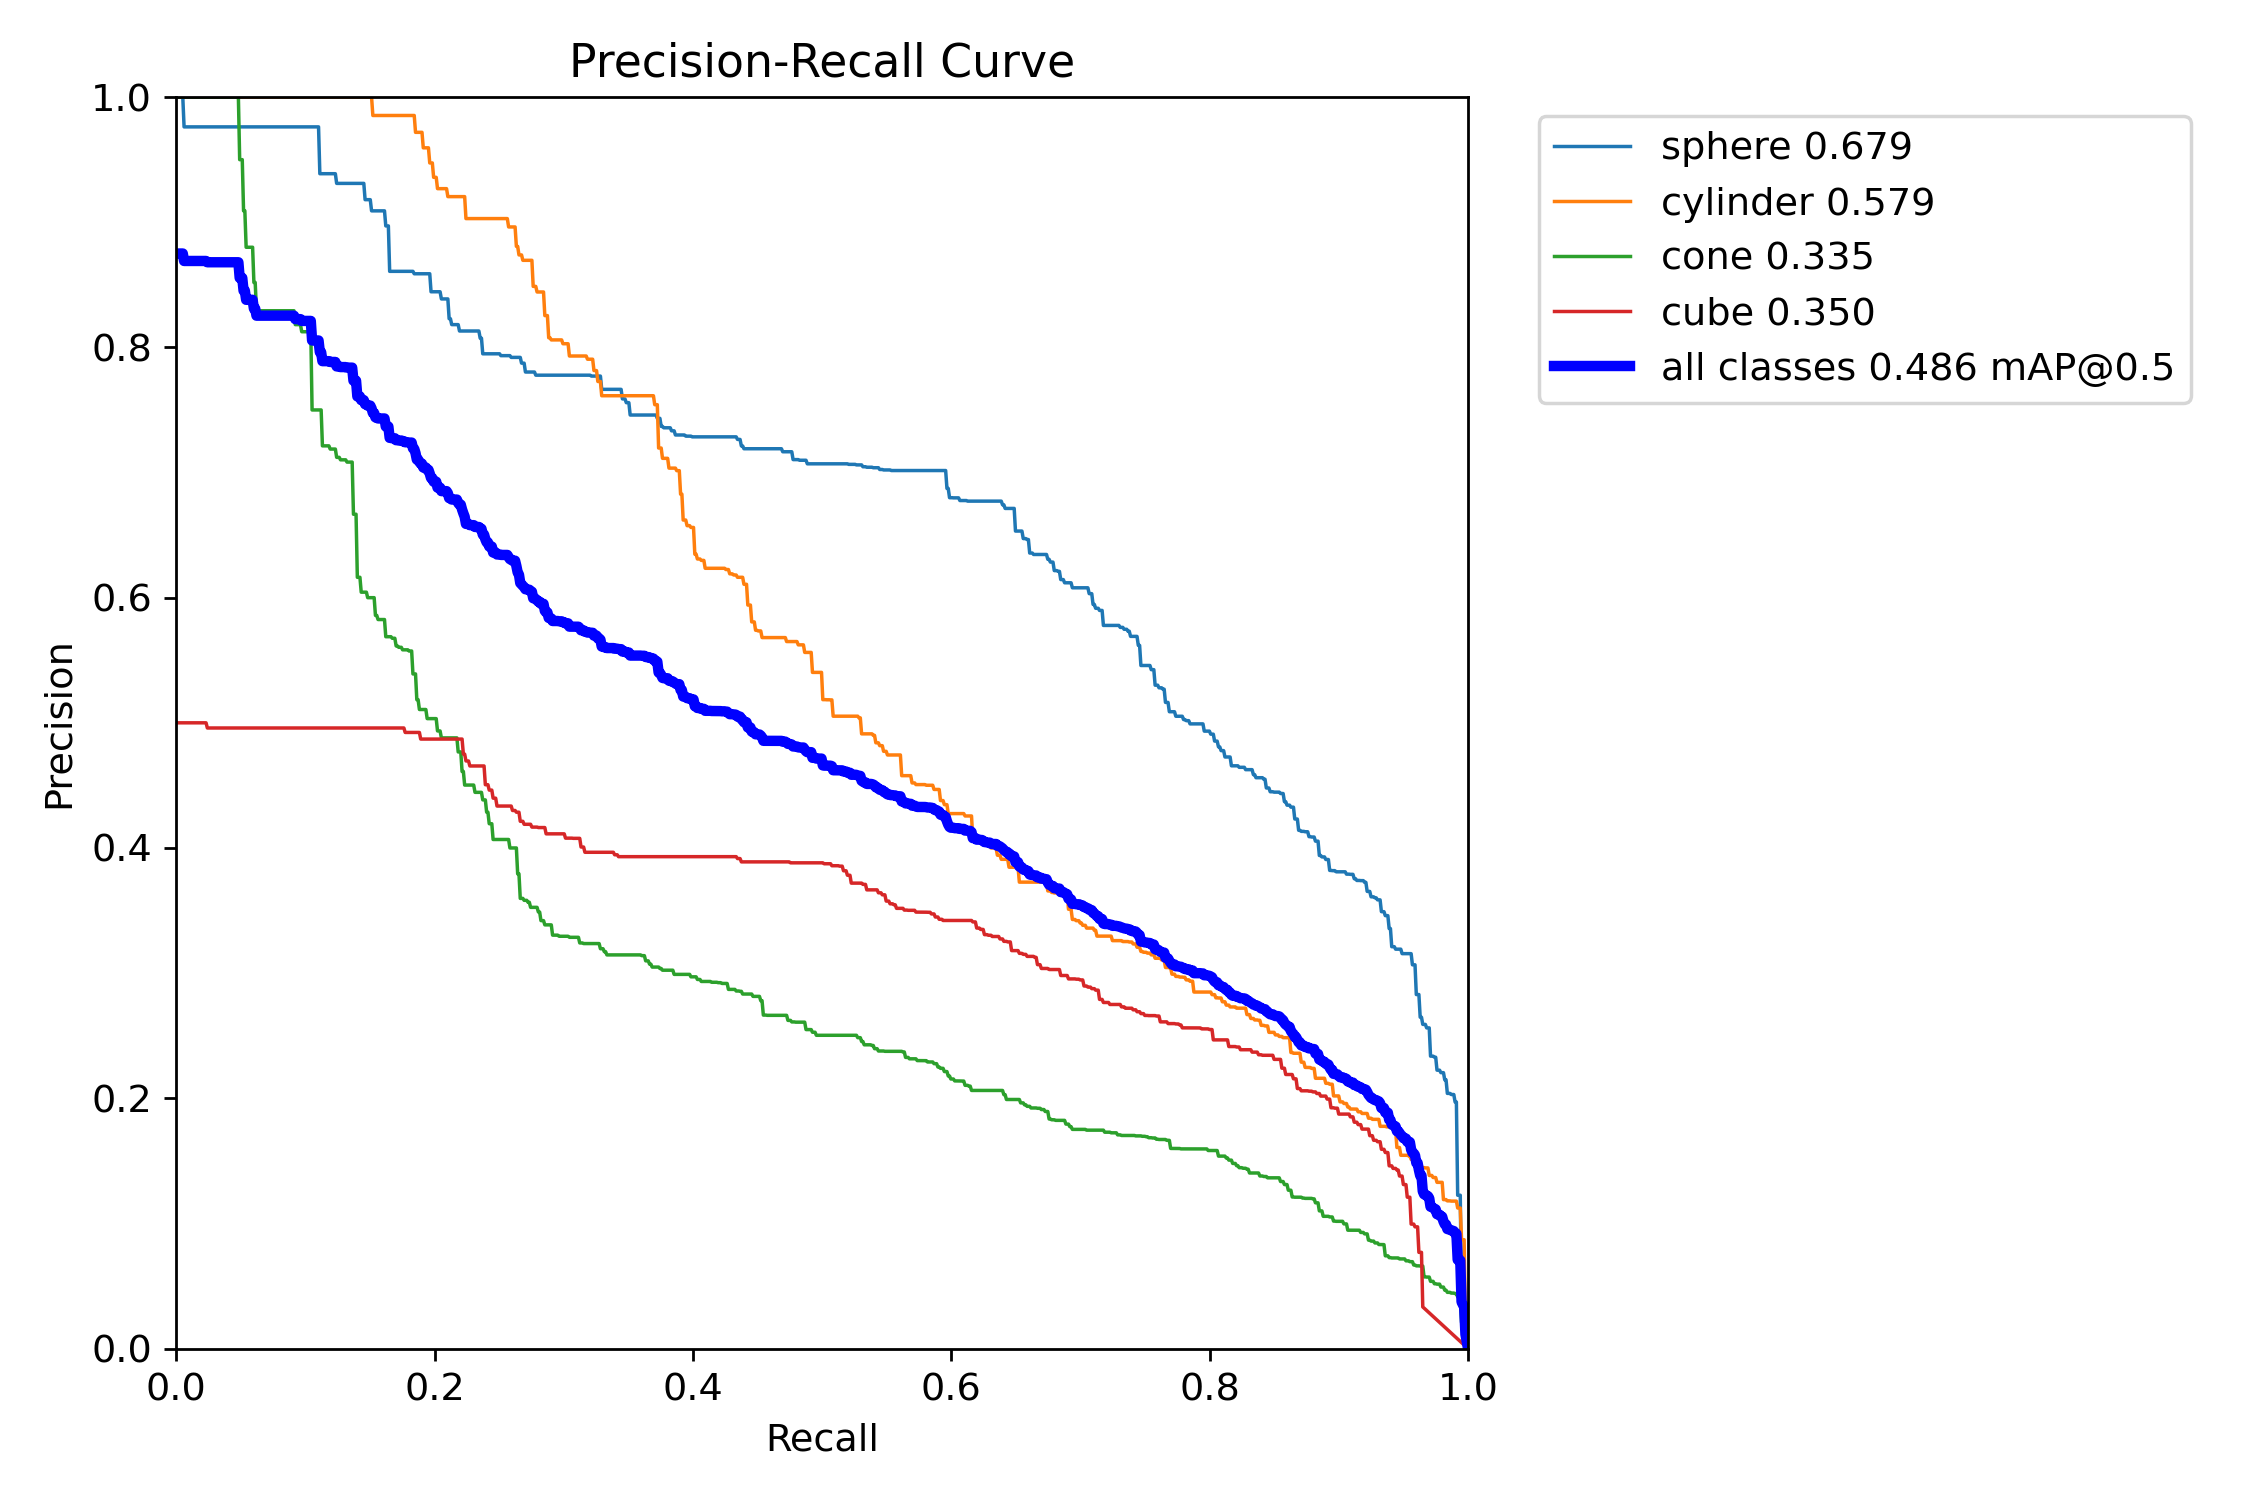 Precision-Recall Curve
1.0
0.8
0.6
0.4
0.2
0.0
Precision
0.0 0.2 0.4 0.6 0.8 1.0
Recall
sphere 0.679
cylinder 0.579
cone 0.335
cube 0.350
all classes 0.486 mAP@0.5